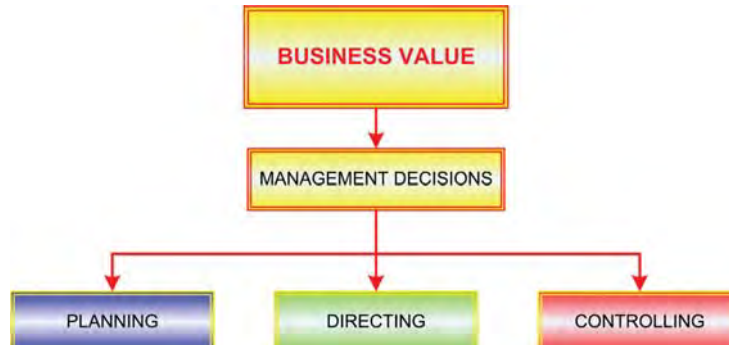 BUSINESS VALUE
MANAGEMENT DECISIONS
PLANNING
DIRECTING
CONTROLLING